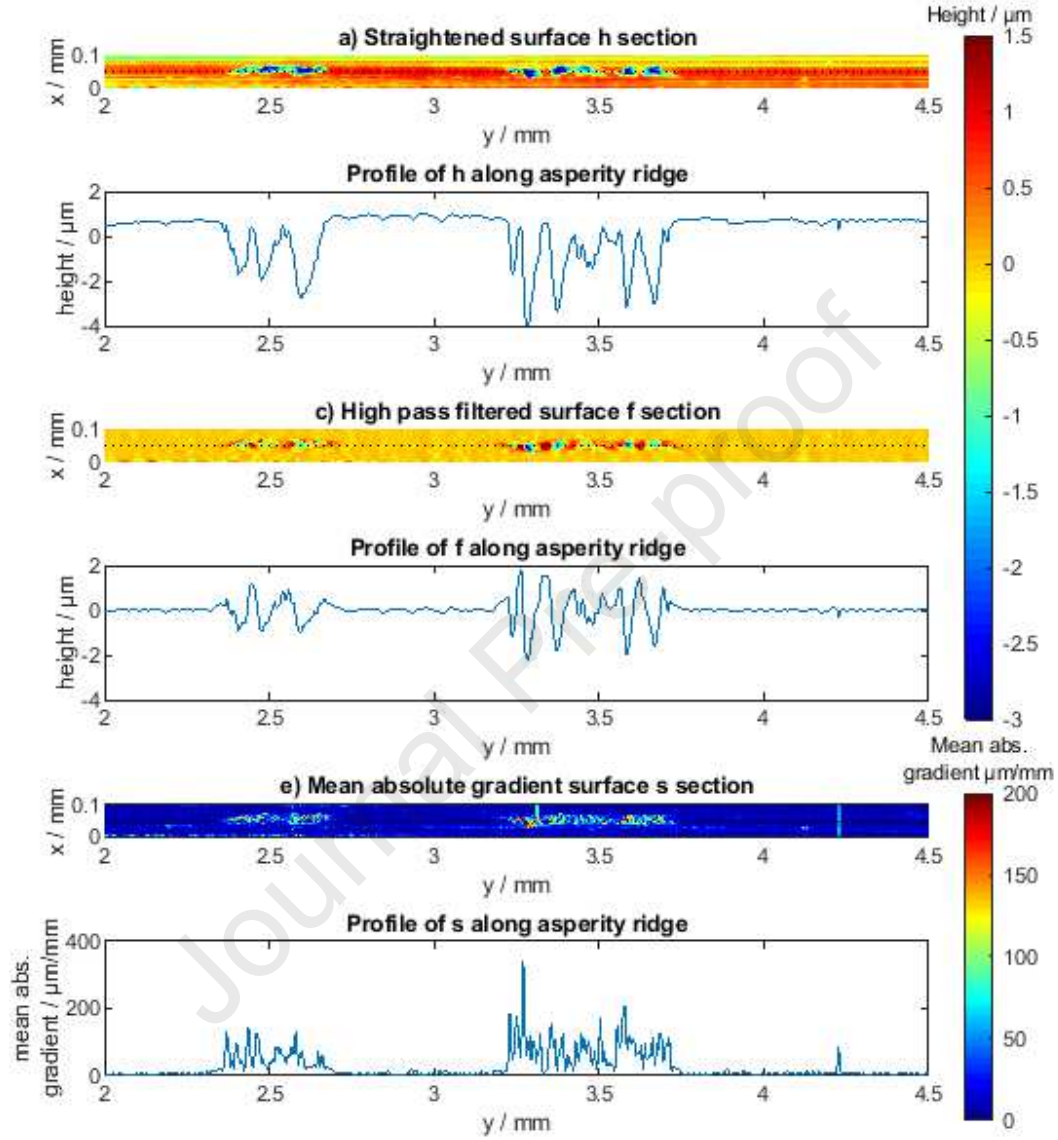 Height / µm
a) Straightened surface h section
x / mm
0.1
0
2
2.5
3
3.5
4
4.5
y / mm
Profile of h along asperity ridge
height / µm
2
0
-2
-4
2
2.5
3
3.5
4
4.5
y / mm
c) High pass filtered surface f section
x / mm
0.1
0
2
2.5
3
3.5
4
4.5
y / mm
Profile of f along asperity ridge
height / µm
2
0
-2
-4
2
2.5
3
3.5
4
4.5
y / mm
1.5
1
0.5
0
-0.5
-1
-1.5
-2
-2.5
-3
Mean abs.
gradient µm/mm
e) Mean absolute gradient surface s section
x / mm
0.1
0
2
2.5
3
3.5
4
4.5
y / mm
Profile of s along asperity ridge
mean abs.
gradient / µm/mm
400
200
0
2
2.5
3
3.5
4
4.5
y / mm
200
150
100
50
0
Journal Pre-proof